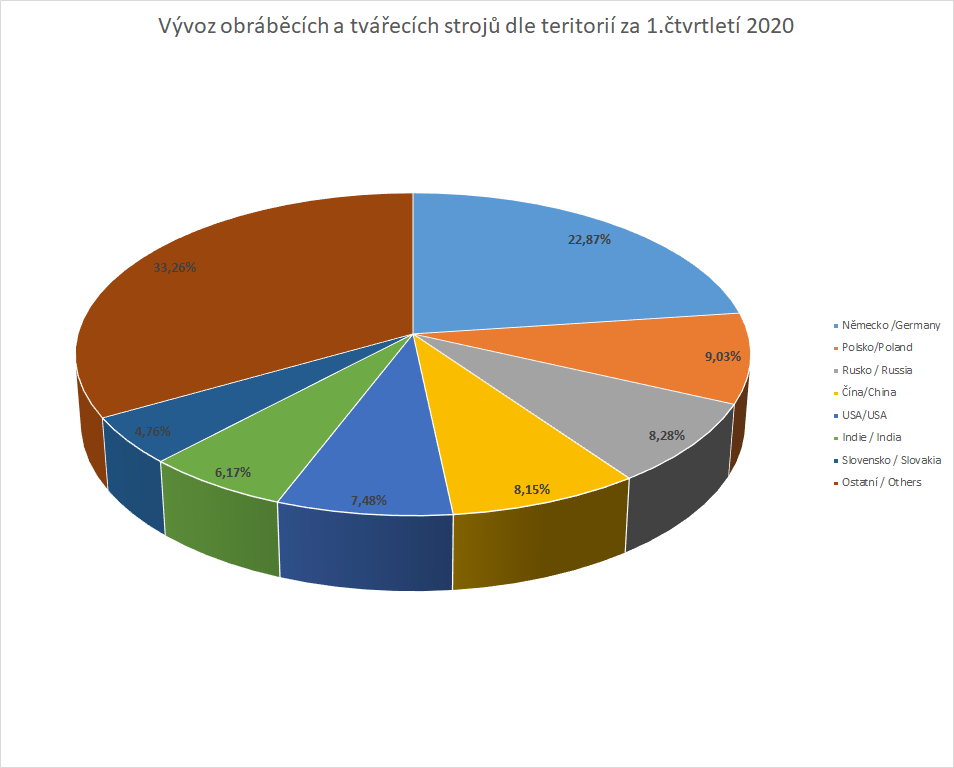 Vývoz obráběcích a tvářecích strojů dle teritorií za 1.čtvrtletí 2020
22,87%
33,26%
9,03%
8,28%
4,76%
6,17%
8,15%
7,48%
Německo /Germany
Polsko/Poland
Rusko / Russia
Čína/China
USA/USA
Indie / India
Slovensko / Slovakia
Ostatní / Others